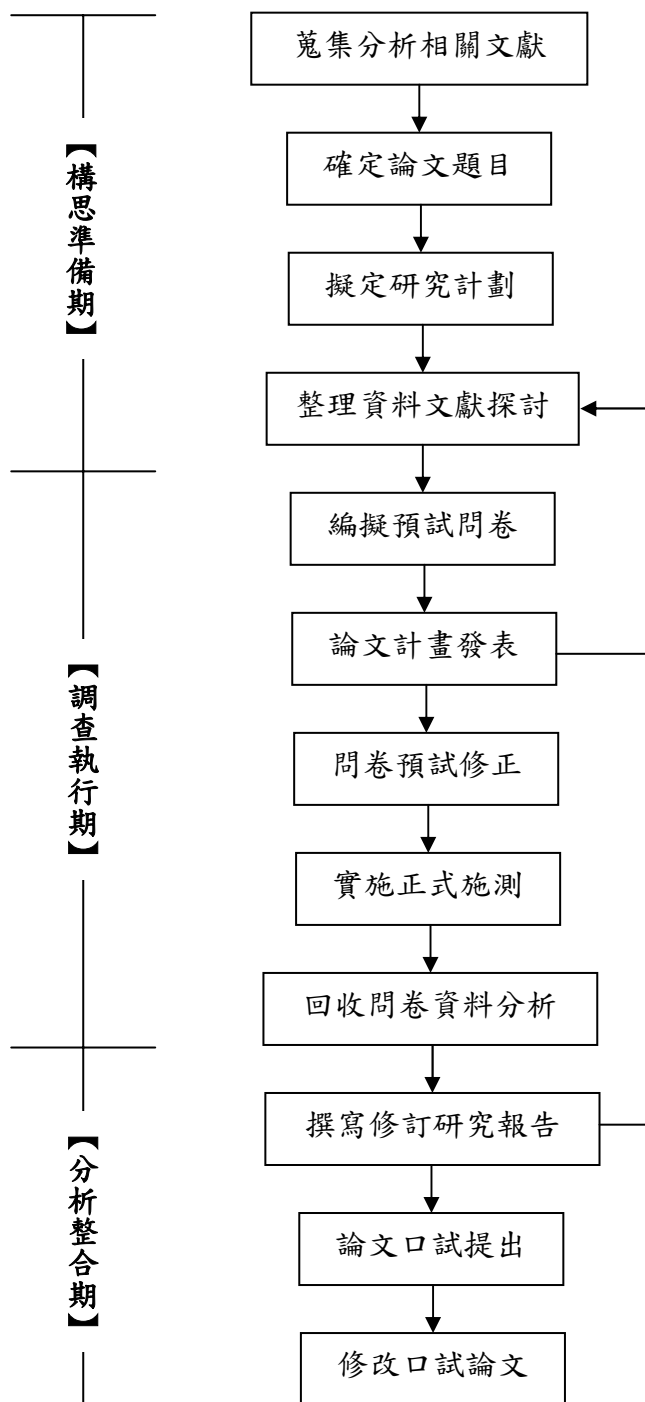 蒐集分析相關文獻
確定論文題目
擬定研究計劃
整理資料文獻探討
【構思準備期】
編擬預試問卷
論文計畫發表
問卷預試修正
實施正式施測
回收問卷資料分析
【調查執行期】
撰寫修訂研究報告
論文口試提出
修改口試論文
【分析整合期】